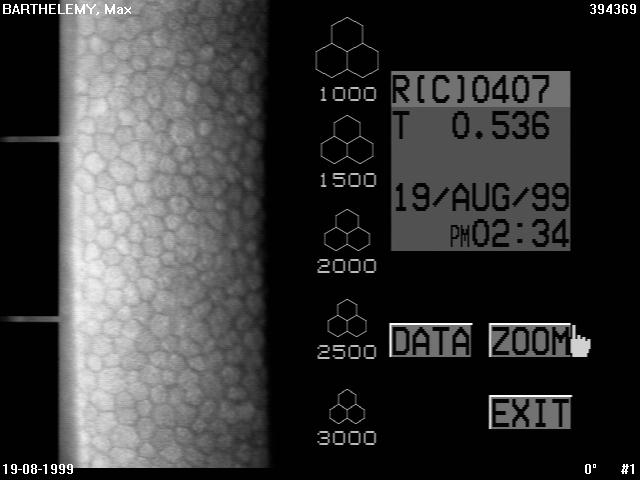 BARTHELEMY, Max
394369
1000
R[C]0407
T 0.536
1500
19/AUG/99
PM02:34
2000
2500
DATA ZOOM
3000
EXIT
19-08-1999
0° #1